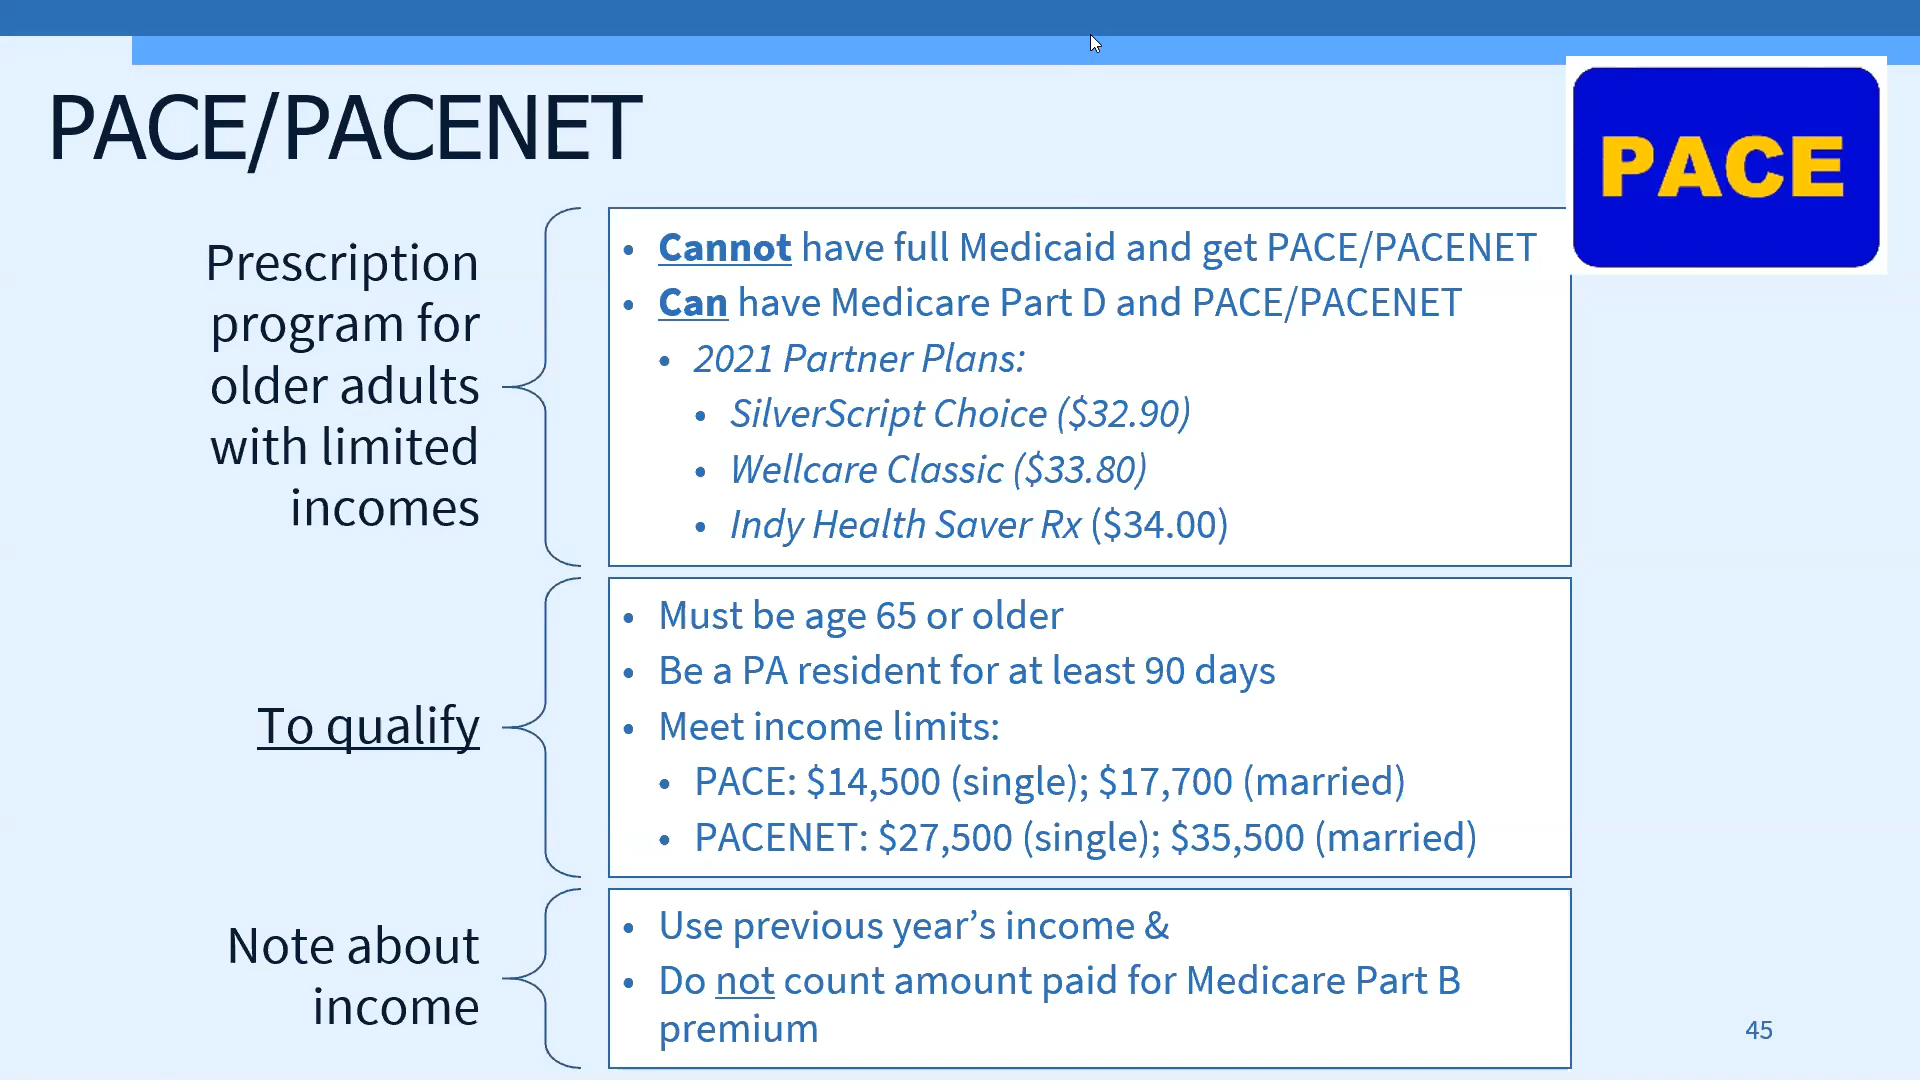 PACE/PACENET
PACE
Prescription
program for
older adults
with limited
incomes
• Cannot have full Medicaid and get PACE/PACENET
• Can have Medicare Part D and PACE/PACENET
• 2021 Partner Plans:
• SilverScript Choice ($32.90)
• Wellcare Classic ($33.80)
• Indy Health Saver Rx ($34.00)
To qualify
• Must be age 65 or older
• Be a PA resident for at least 90 days
• Meet income limits:
• PACE: $14,500 (single); $17,700 (married)
• PACENET: $27,500 (single); $35,500 (married)
Note about
income
• Use previous year’s income &
• Do not count amount paid for Medicare Part B
premium
45